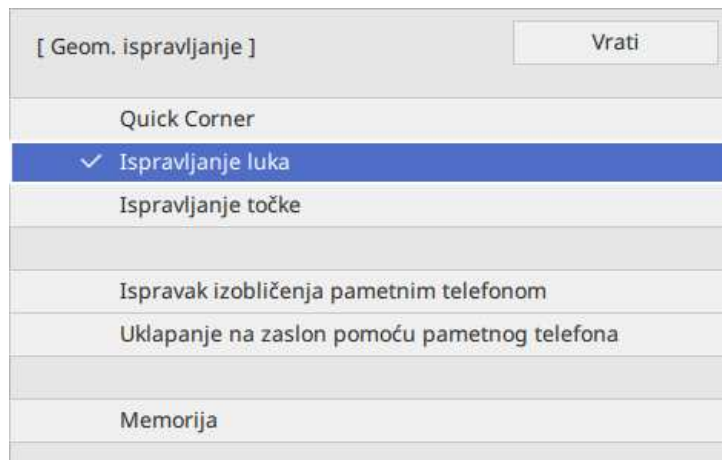 [ Geom. ispravljanje ]
Vrati
Quick Corner
Ispravljanje luka
Ispravljanje točke
Ispravak izobličenja pametnim telefonom
Uklapanje na zaslon pomoću pametnog telefona
Memorija